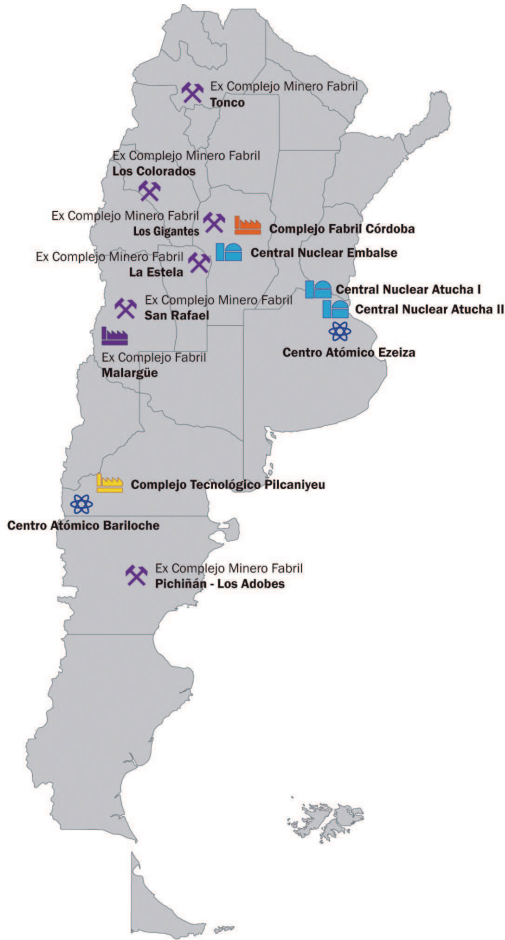 Ex Complejo Minero Fabril
Tonco
Ex Complejo Minero Fabril
Los Colorados
Ex Complejo Minero Fabril
Los Gigantes
Complejo Fabril Córdoba
Central Nuclear Embalse
Ex Complejo Minero Fabril
La Estela
Central Nuclear Atucha I
Central Nuclear Atucha II
Ex Complejo Minero Fabril
San Rafael
Centro Atómico Ezeiza
Ex Complejo Fabril
Malargüe
Complejo Tecnológico Pilcaniyeu
Centro Atómico Bariloche
Ex Complejo Minero Fabril
Pichiñán - Los Adobes